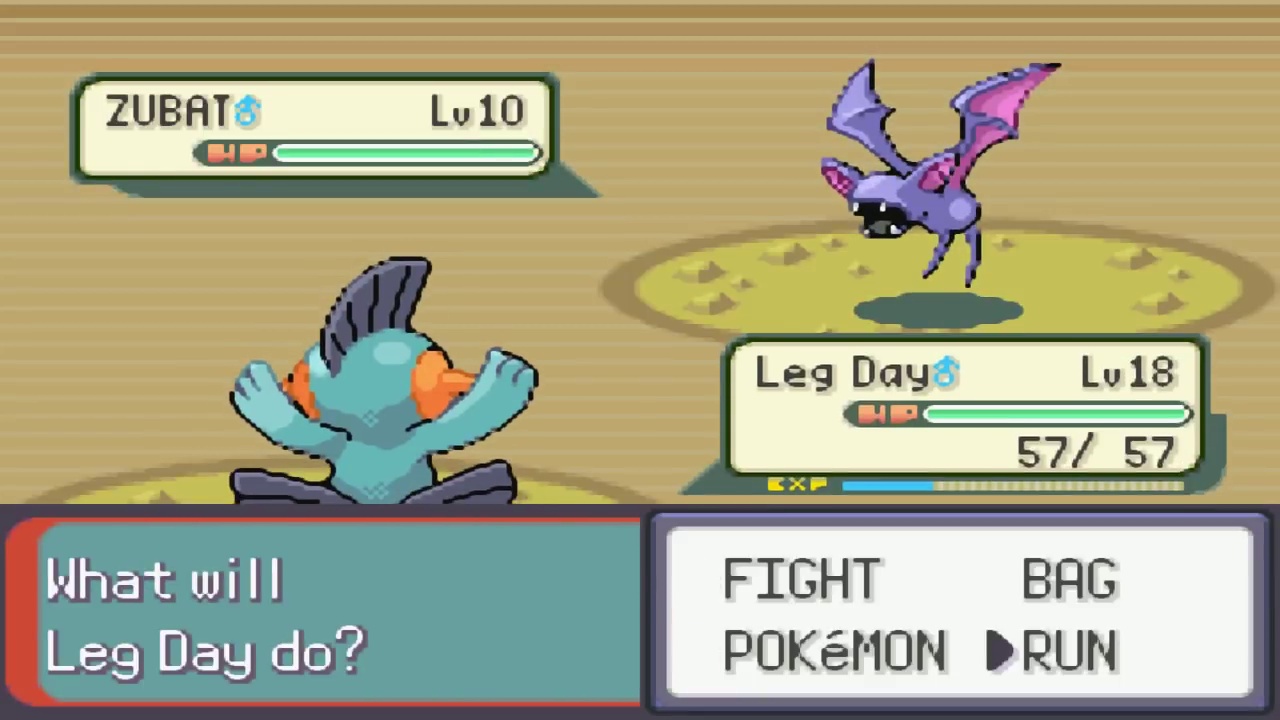 ZUBAT♂ Lv10
HP
Leg Day♂ Lv18
HP
57/ 57
EXP
What will
Leg Day do?
FIGHT BAG
POKéMON ▶RUN